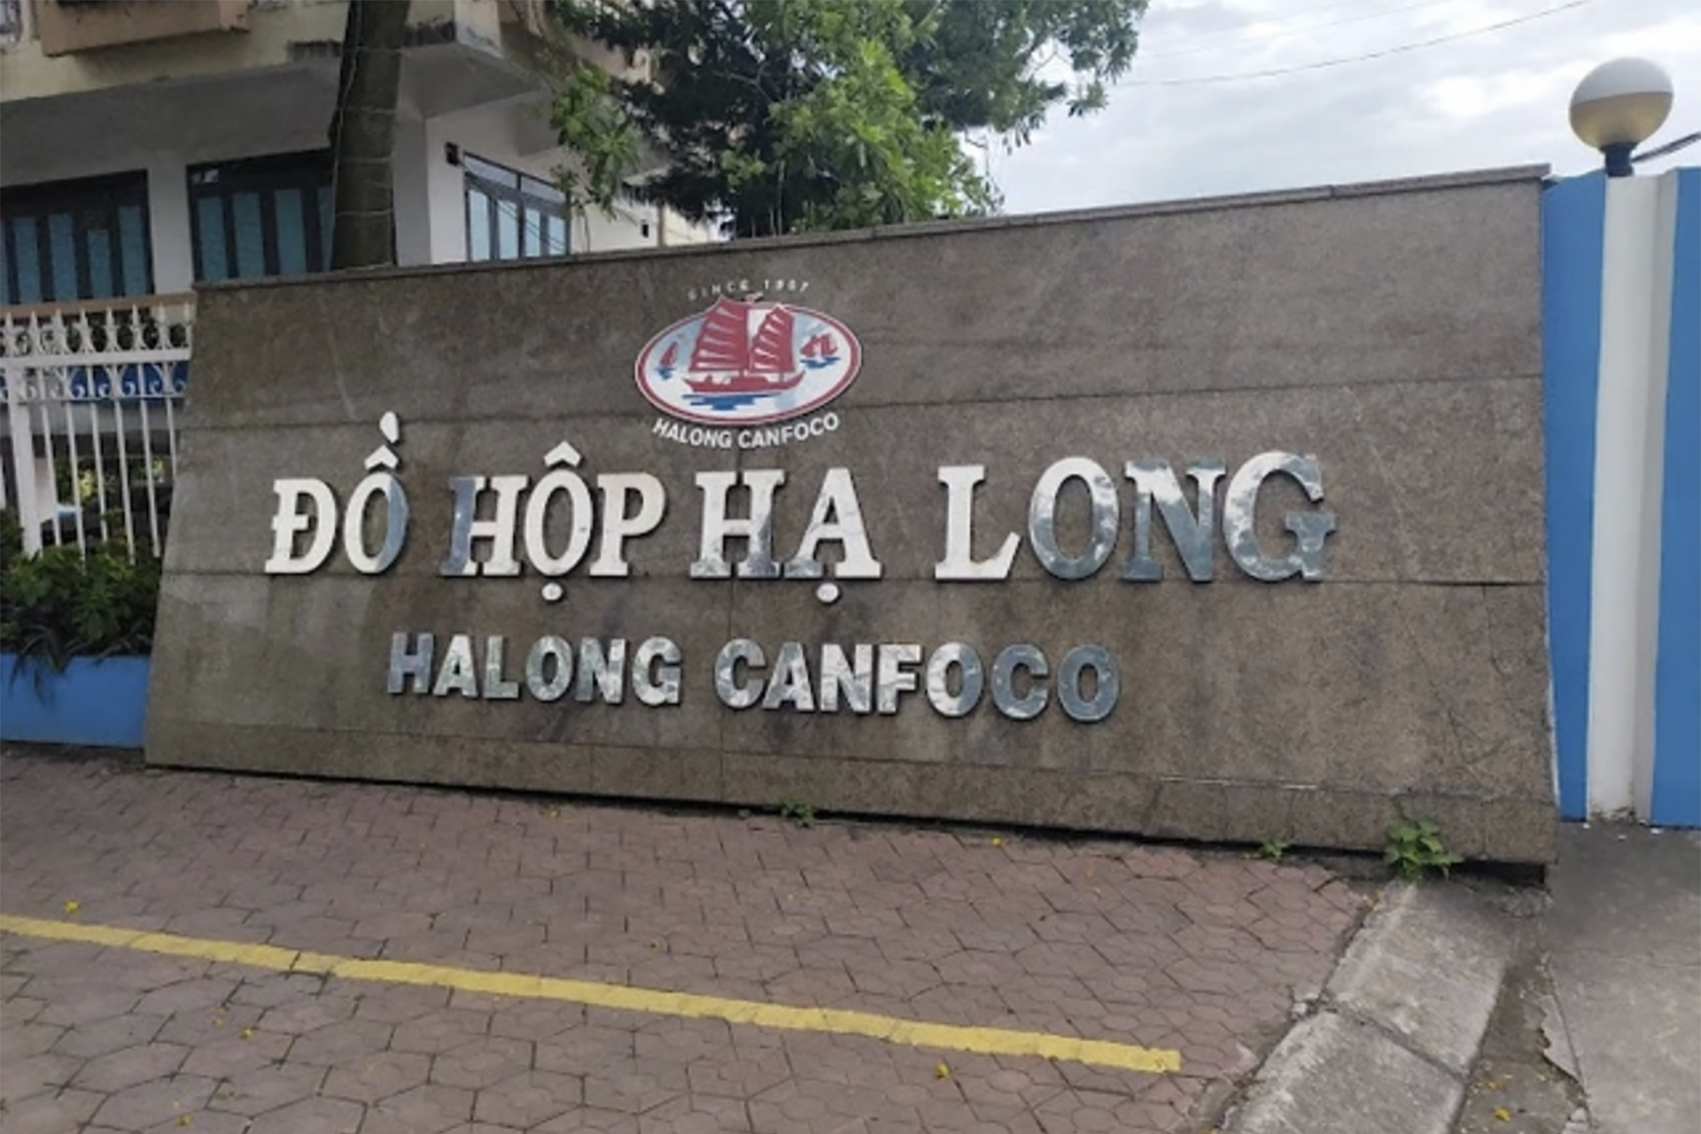 SINCE 1957
HALONG CANFOCO
ĐỒ HỘP HẠ LONG
HALONG CANFOCO